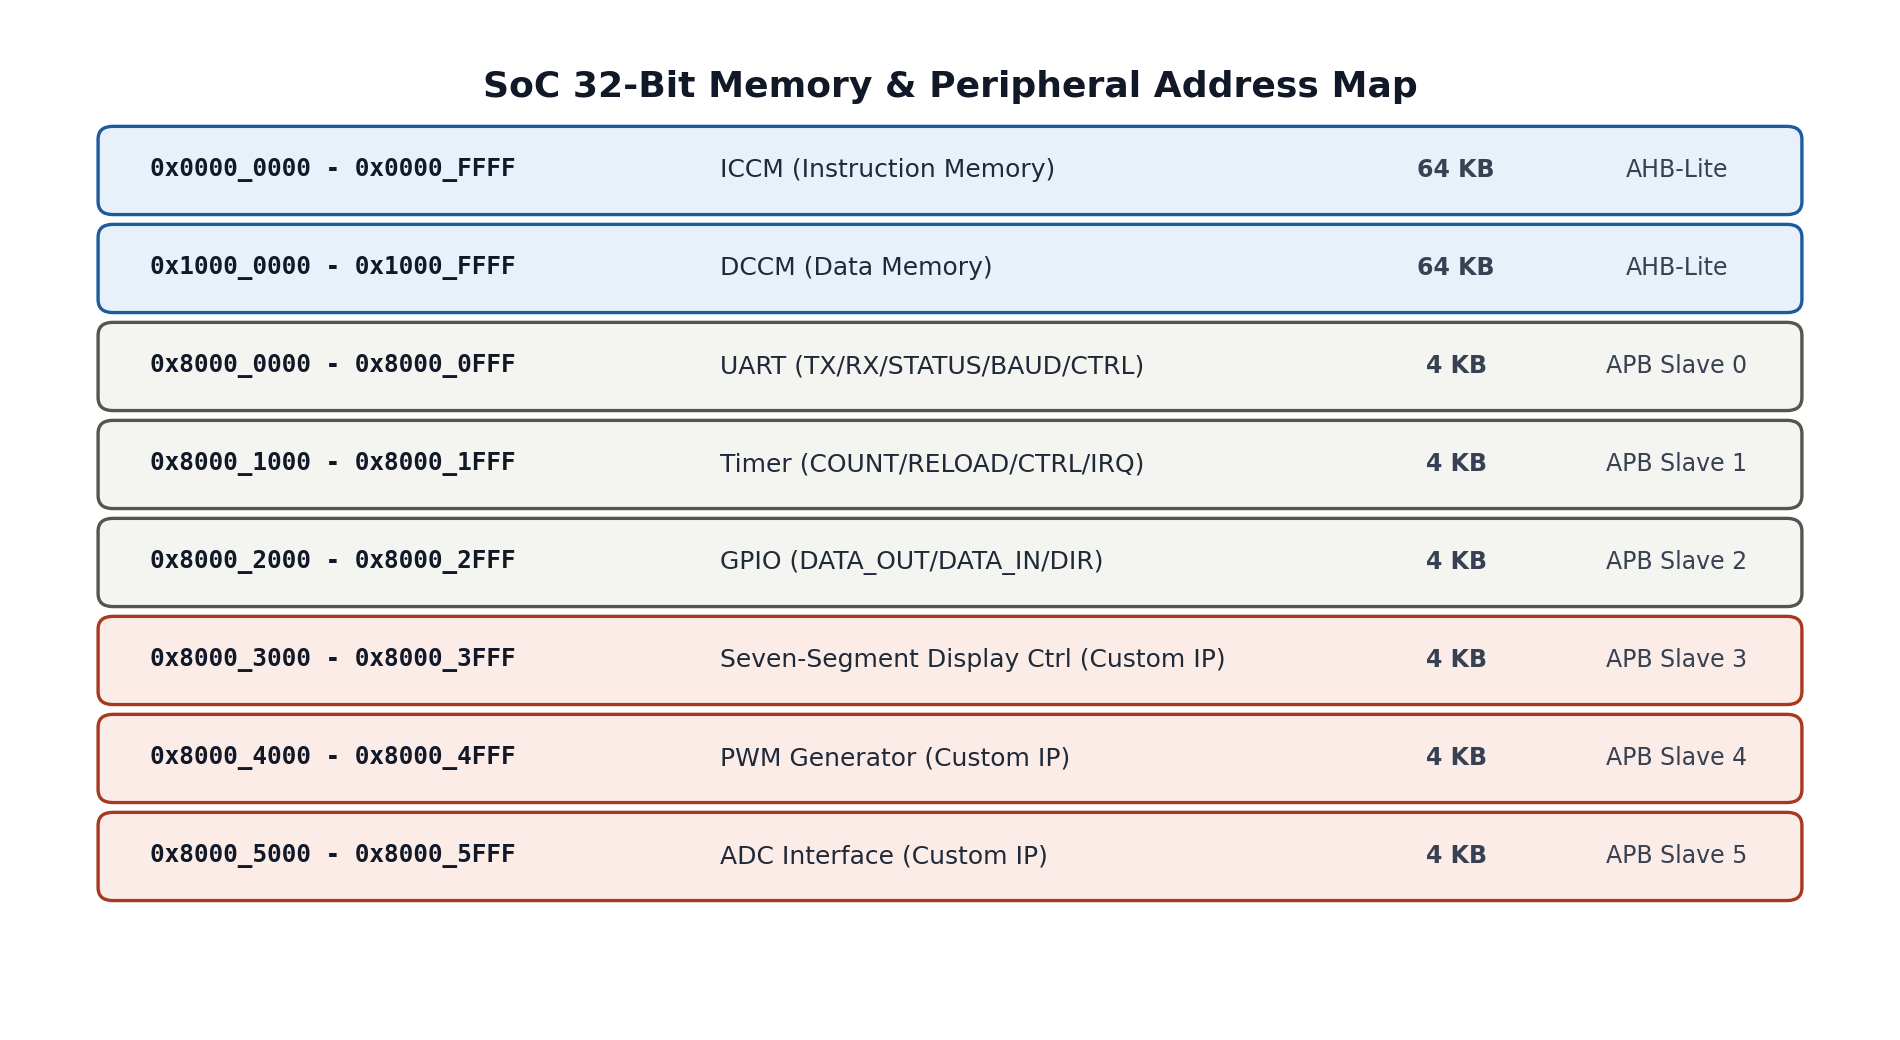 SoC 32-Bit Memory & Peripheral Address Map
0x0000_0000 - 0x0000_FFFF ICCM (Instruction Memory) 64 KB AHB-Lite
0x1000_0000 - 0x1000_FFFF DCCM (Data Memory) 64 KB AHB-Lite
0x8000_0000 - 0x8000_0FFF UART (TX/RX/STATUS/BAUD/CTRL) 4 KB APB Slave 0
0x8000_1000 - 0x8000_1FFF Timer (COUNT/RELOAD/CTRL/IRQ) 4 KB APB Slave 1
0x8000_2000 - 0x8000_2FFF GPIO (DATA_OUT/DATA_IN/DIR) 4 KB APB Slave 2
0x8000_3000 - 0x8000_3FFF Seven-Segment Display Ctrl (Custom IP) 4 KB APB Slave 3
0x8000_4000 - 0x8000_4FFF PWM Generator (Custom IP) 4 KB APB Slave 4
0x8000_5000 - 0x8000_5FFF ADC Interface (Custom IP) 4 KB APB Slave 5